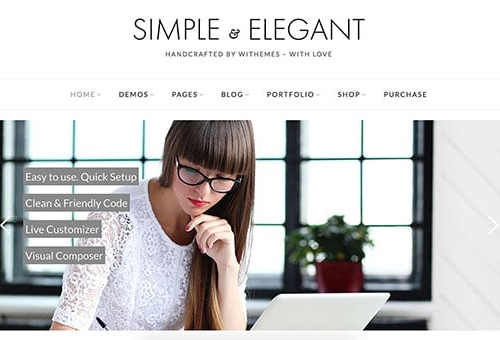 SIMPLE & ELEGANT
HANDCRAFTED BY WITHEMES – WITH LOVE
HOME DEMOS PAGES BLOG PORTFOLIO SHOP PURCHASE
Easy to use. Quick Setup
Clean & Friendly Code
Live Customizer
Visual Composer